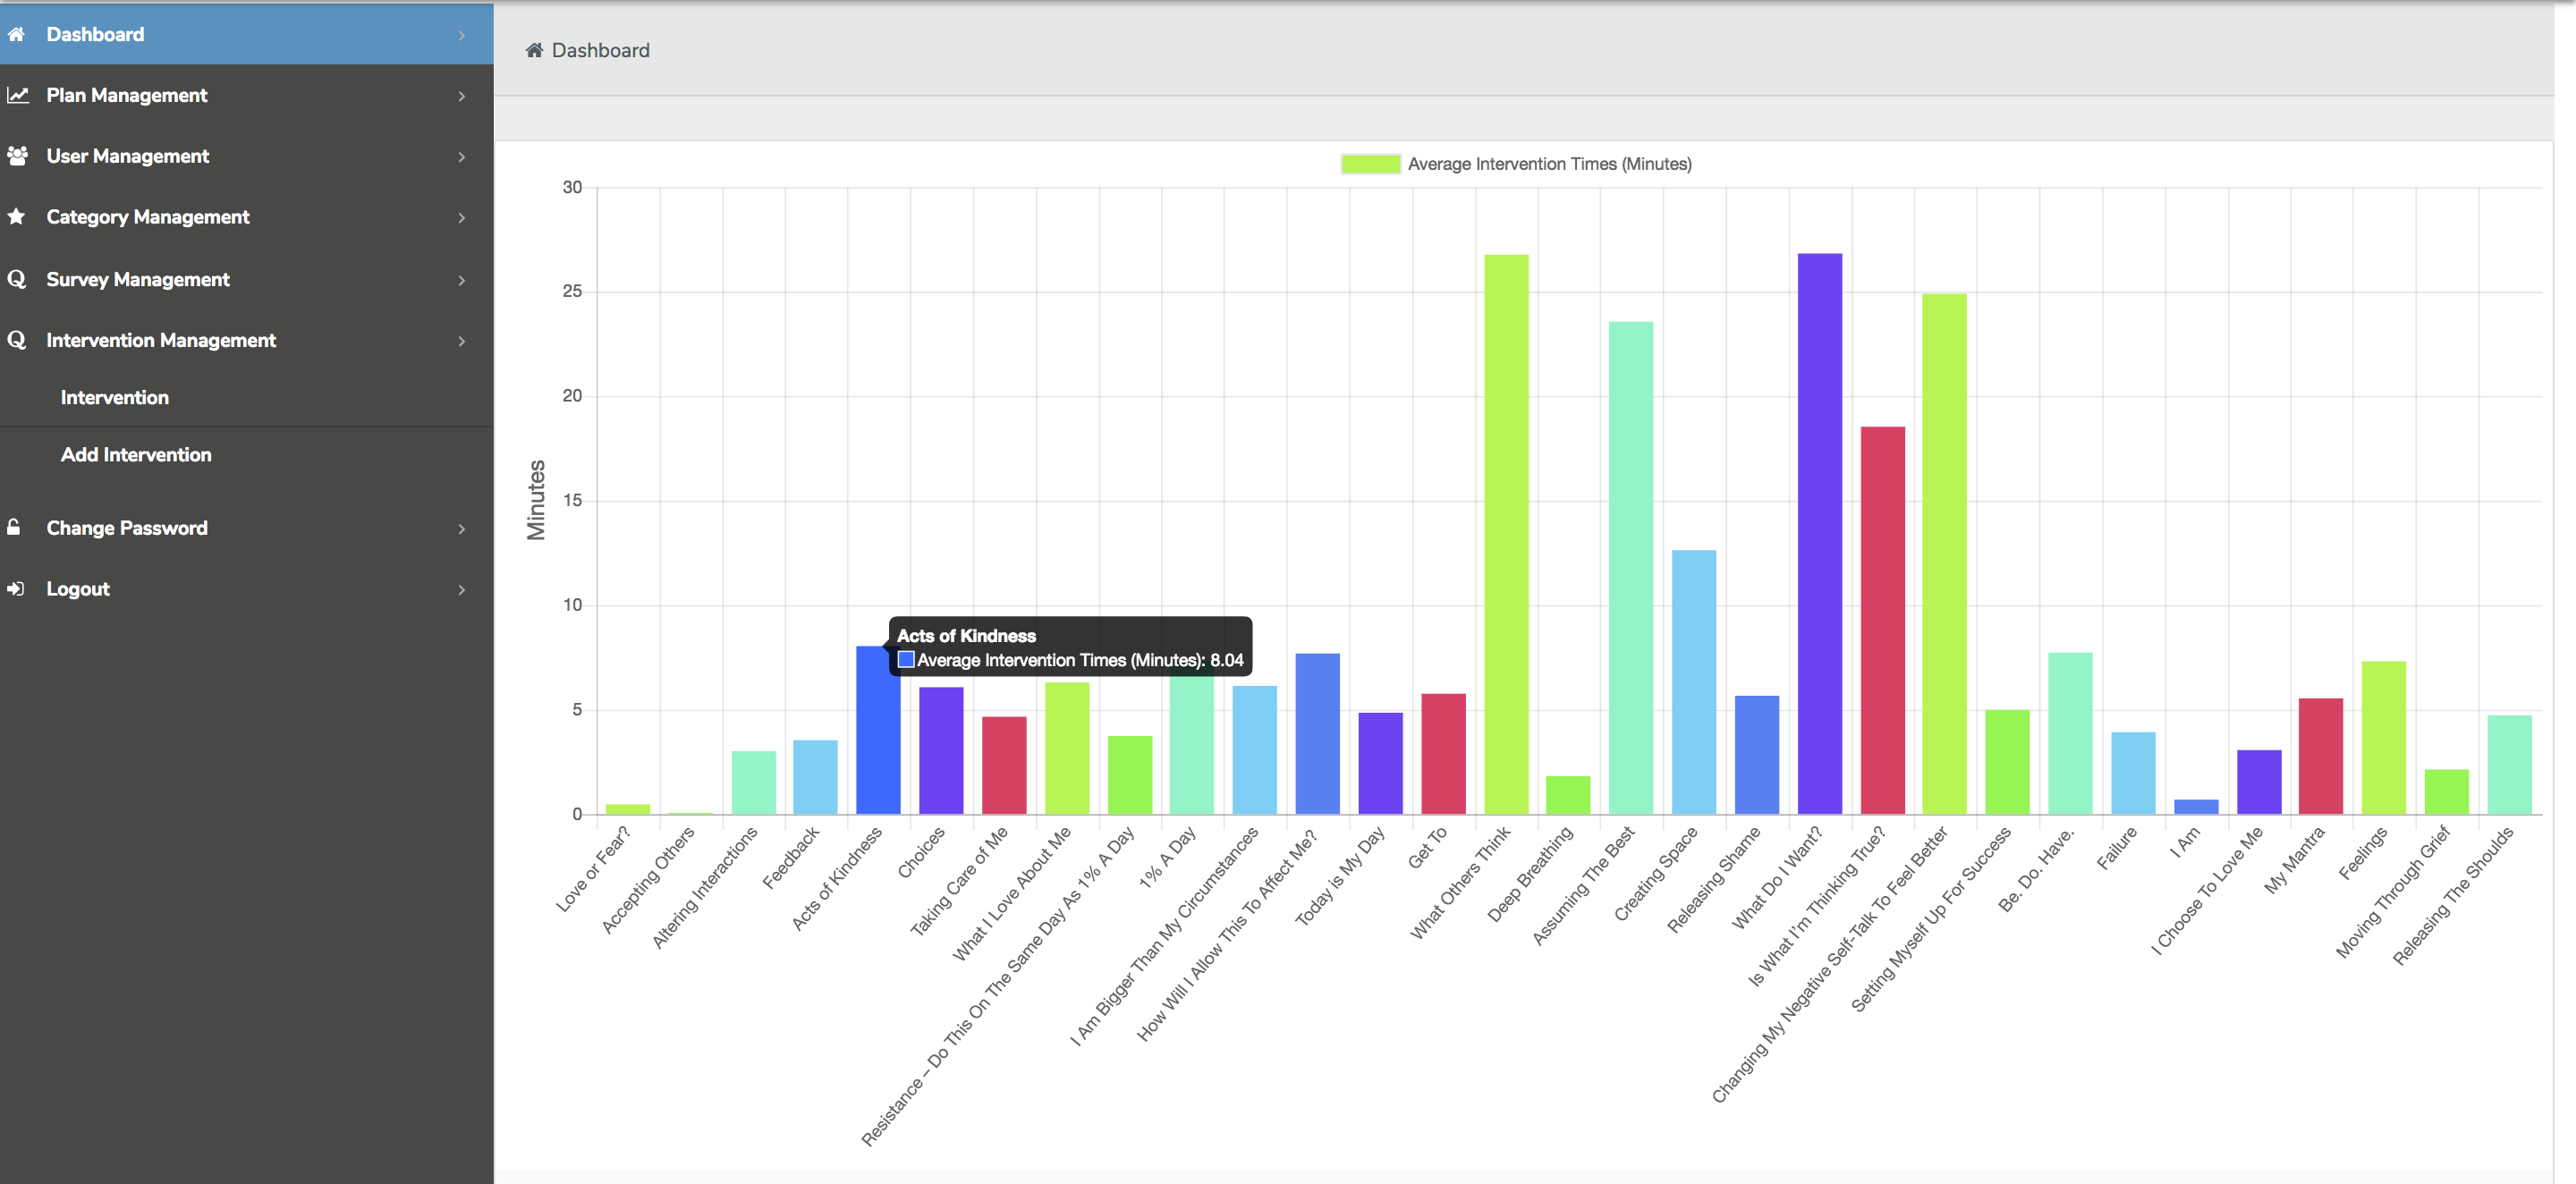 Dashboard
Plan Management
User Management
Category Management
Survey Management
Intervention Management
Intervention
Add Intervention
Change Password
Logout
Dashboard
Average Intervention Times (Minutes)
Minutes
30
25
20
15
10
5
0
Acts of Kindness
Average Intervention Times (Minutes): 8.04
Love or Fear?
Accepting Others
Altering Interactions
Feedback
Acts of Kindness
Choices
Taking Care of Me
What I Love About Me
Resistance – Do This On The Same Day As 1% A Day
1% A Day
I Am Bigger Than My Circumstances
How Will I Allow This To Affect Me?
Today is My Day
Get To
What Others Think
Deep Breathing
Assuming The Best
Creating Space
Releasing Shame
What Do I Want?
Is What I'm Thinking True?
Changing My Negative Self-Talk To Feel Better
Setting Myself Up For Success
Be. Do. Have.
Failure
I Am
I Choose To Love Me
My Mantra
Feelings
Moving Through Grief
Releasing The Shoulds